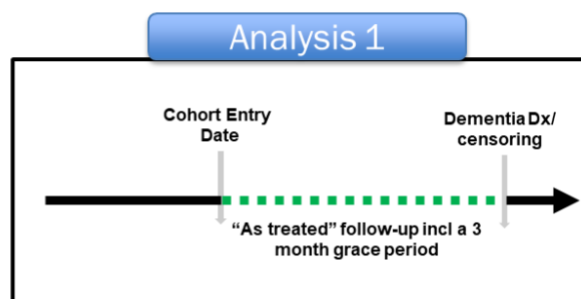 Analysis 1
Cohort Entry
Date
Dementia Dx/
censoring
“As treated” follow-up incl a 3
month grace period